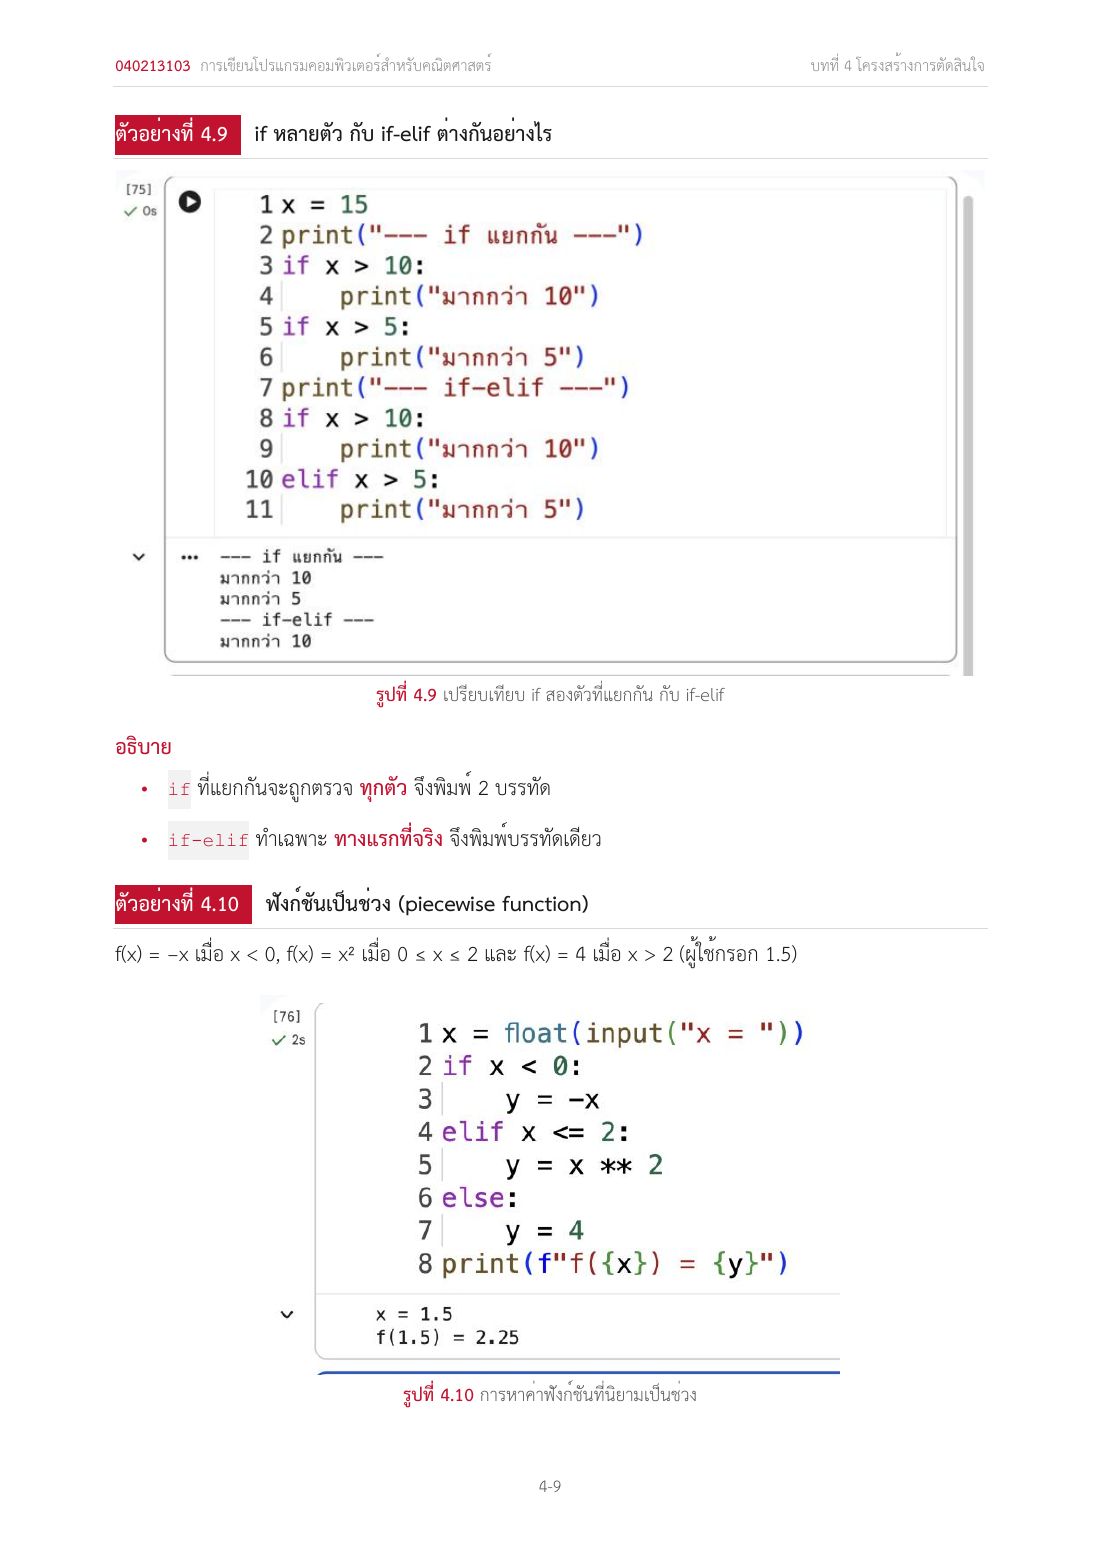 040213103 การเขียนโปรแกรมคอมพิวเตอร์สำหรับคณิตศาสตร์ บทที่ 4 โครงสร้างการตัดสินใจ
ตัวอย่างที่ 4.9 if หลายตัว กับ if-elif ต่างกันอย่างไร
[75]
0s
1 x = 15
2 print("--- if แยกกัน ---")
3 if x > 10:
4     print("มากกว่า 10")
5 if x > 5:
6     print("มากกว่า 5")
7 print("--- if-elif ---")
8 if x > 10:
9     print("มากกว่า 10")
10 elif x > 5:
11     print("มากกว่า 5")
--- if แยกกัน ---
มากกว่า 10
มากกว่า 5
--- if-elif ---
มากกว่า 10
รูปที่ 4.9 เปรียบเทียบ if สองตัวที่แยกกัน กับ if-elif
อธิบาย
• if ที่แยกกันจะถูกตรวจ ทุกตัว จึงพิมพ์ 2 บรรทัด
• if-elif ทำเฉพาะ ทางแรกที่จริง จึงพิมพ์บรรทัดเดียว
ตัวอย่างที่ 4.10 ฟังก์ชันเป็นช่วง (piecewise function)
f(x) = −x เมื่อ x < 0, f(x) = x² เมื่อ 0 ≤ x ≤ 2 และ f(x) = 4 เมื่อ x > 2 (ผู้ใช้กรอก 1.5)
[76]
2s
1 x = float(input("x = "))
2 if x < 0:
3     y = -x
4 elif x <= 2:
5     y = x ** 2
6 else:
7     y = 4
8 print(f"f({x}) = {y}")
x = 1.5
f(1.5) = 2.25
รูปที่ 4.10 การหาค่าฟังก์ชันที่นิยามเป็นช่วง
4-9